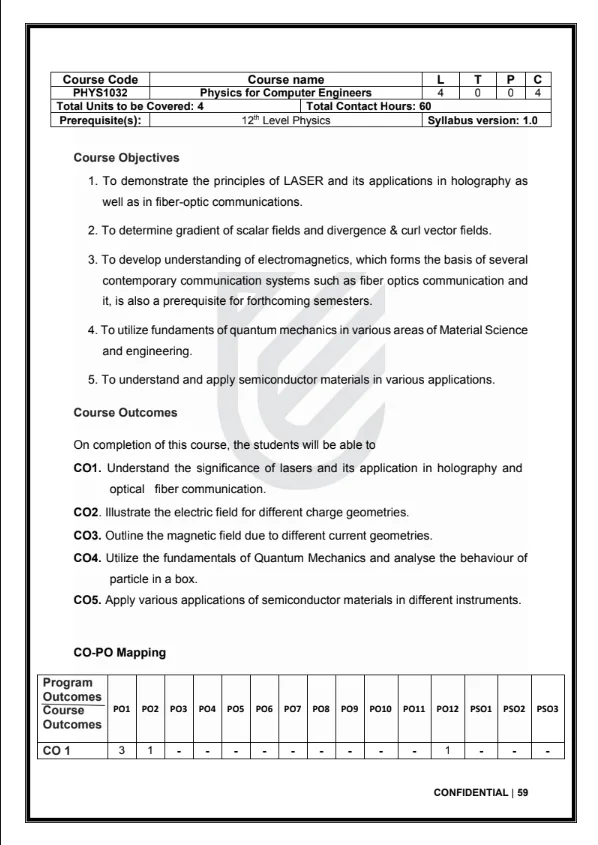 Course Code Course name L T P C
PHYS1032 Physics for Computer Engineers 4 0 0 4
Total Units to be Covered: 4 Total Contact Hours: 60
Prerequisite(s): 12th Level Physics Syllabus version: 1.0
Course Objectives
1. To demonstrate the principles of LASER and its applications in holography as
well as in fiber-optic communications.
2. To determine gradient of scalar fields and divergence & curl vector fields.
3. To develop understanding of electromagnetics, which forms the basis of several
contemporary communication systems such as fiber optics communication and
it, is also a prerequisite for forthcoming semesters.
4. To utilize fundaments of quantum mechanics in various areas of Material Science
and engineering.
5. To understand and apply semiconductor materials in various applications.
Course Outcomes
On completion of this course, the students will be able to
CO1. Understand the significance of lasers and its application in holography and
optical fiber communication.
CO2. Illustrate the electric field for different charge geometries.
CO3. Outline the magnetic field due to different current geometries.
CO4. Utilize the fundamentals of Quantum Mechanics and analyse the behaviour of
particle in a box.
CO5. Apply various applications of semiconductor materials in different instruments.
CO-PO Mapping
Program
Outcomes
Course
Outcomes
PO1 PO2 PO3 PO4 PO5 PO6 PO7 PO8 PO9 PO10 PO11 PO12 PSO1 PSO2 PSO3
CO 1 3 1 - - - - - - - - - 1 - - -
CONFIDENTIAL | 59